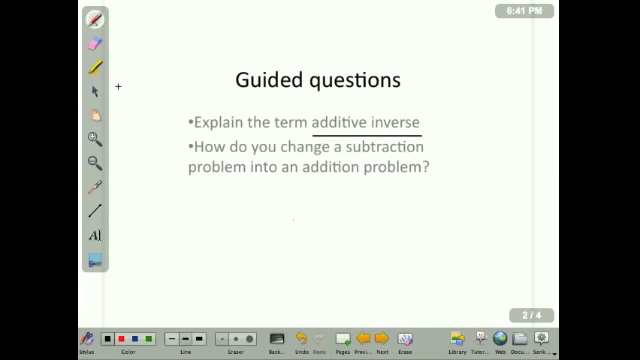 6:41 PM
Guided questions
•Explain the term additive inverse
•How do you change a subtraction
problem into an addition problem?
AI
2 / 4
Stylus Color Line Eraser Back... Undo Redo Pages Previ... Next Erase Library Tutor... Web Docu... Sank...